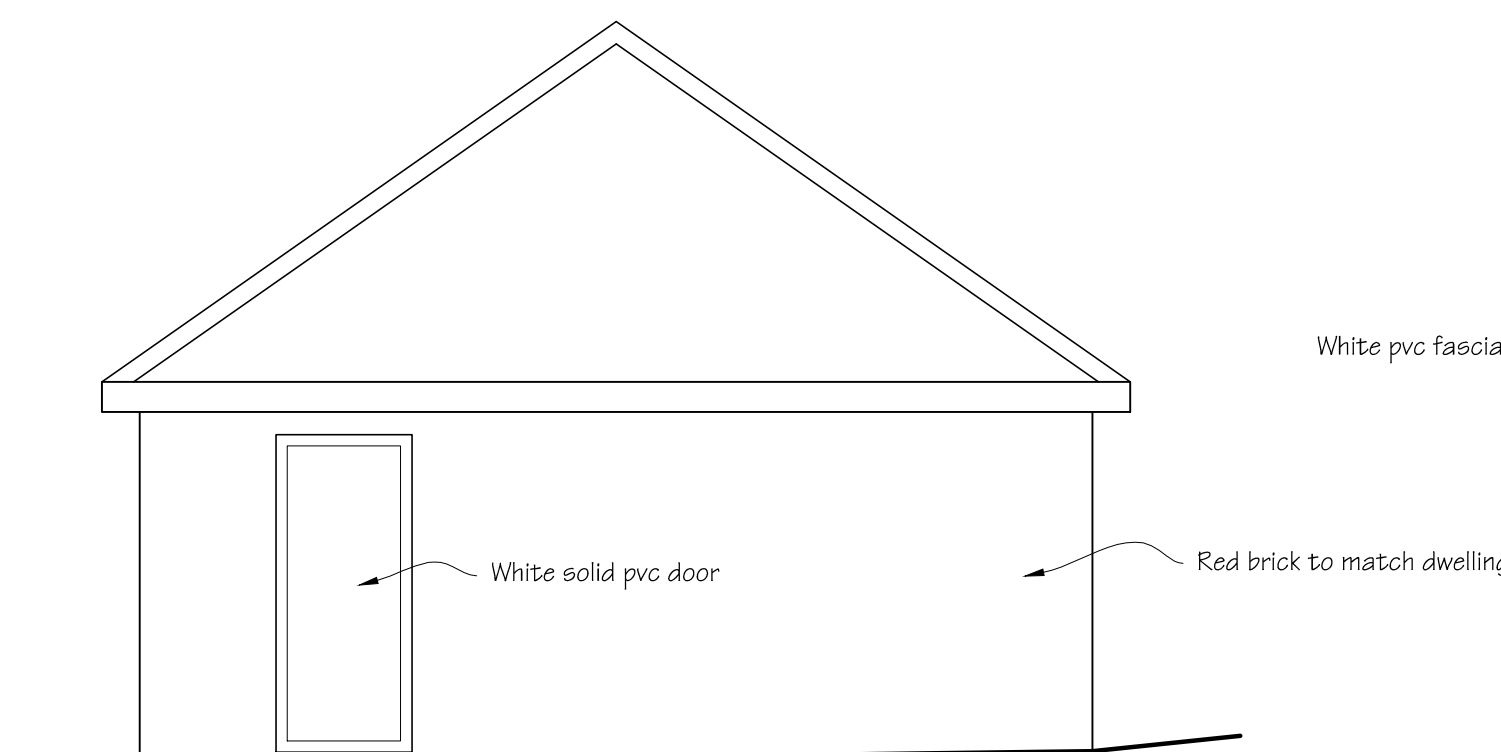 White pvc fascia
Red brick to match dwelling
White solid pvc door